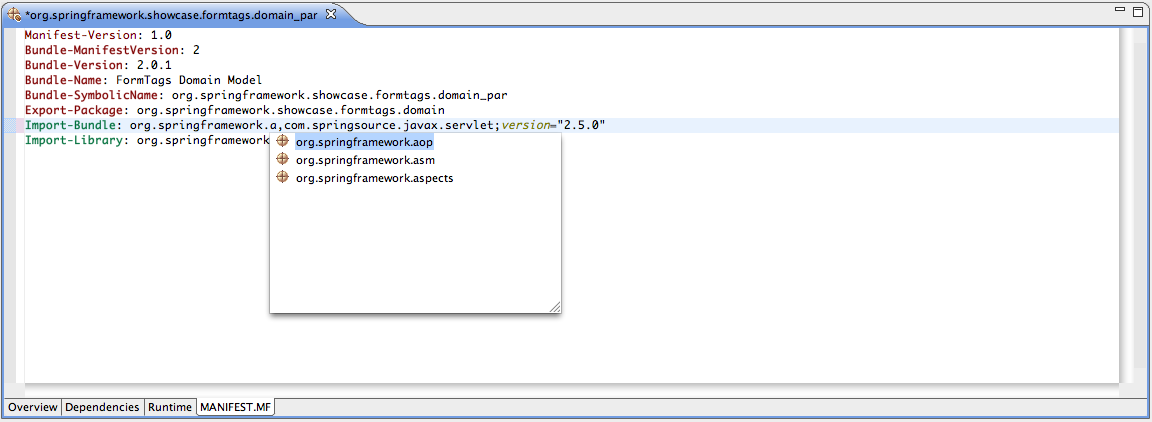 *org.springframework.showcase.formtags.domain_par
Manifest-Version: 1.0
Bundle-ManifestVersion: 2
Bundle-Version: 2.0.1
Bundle-Name: FormTags Domain Model
Bundle-SymbolicName: org.springframework.showcase.formtags.domain_par
Export-Package: org.springframework.showcase.formtags.domain
Import-Bundle: org.springframework.a,com.springsource.javax.servlet;version="2.5.0"
Import-Library: org.springframework
org.springframework.aop
org.springframework.asm
org.springframework.aspects
Overview Dependencies Runtime MANIFEST.MF